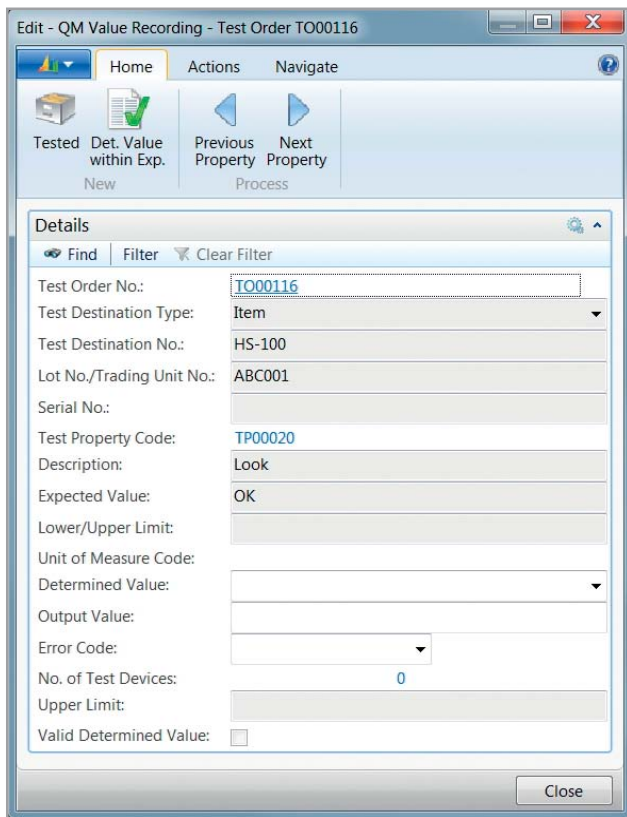 Edit - QM Value Recording - Test Order TO00116
Home Actions Navigate
Tested Det. Value within Exp. Previous Property Next Property
New Process
Details
Find Filter Clear Filter
Test Order No.: TO00116
Test Destination Type: Item
Test Destination No.: HS-100
Lot No./Trading Unit No.: ABC001
Serial No.:
Test Property Code: TP00020
Description: Look
Expected Value: OK
Lower/Upper Limit:
Unit of Measure Code:
Determined Value:
Output Value:
Error Code:
No. of Test Devices: 0
Upper Limit:
Valid Determined Value:
Close